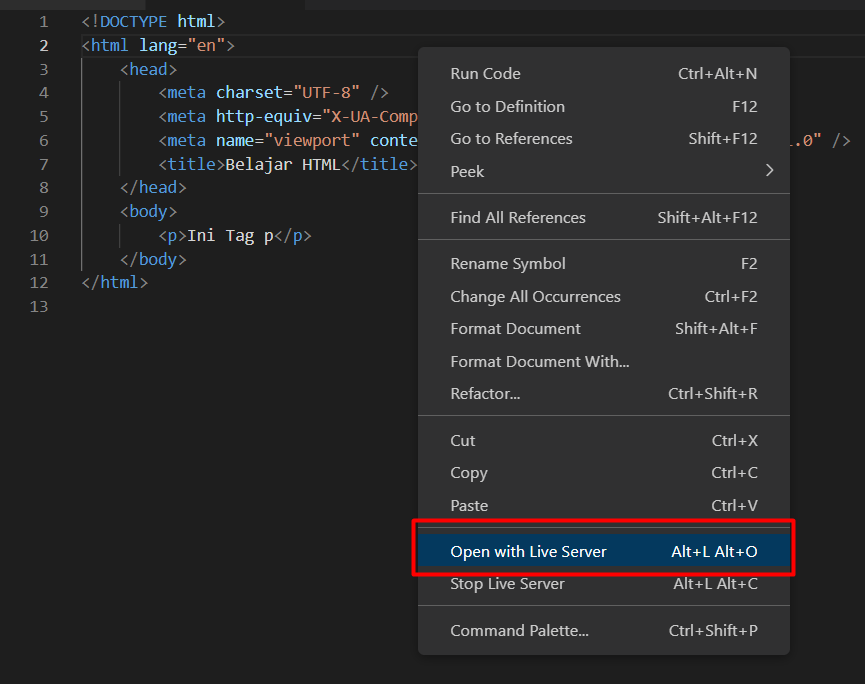 1 <!DOCTYPE html>
2 <html lang="en">
3 <head>
4 <meta charset="UTF-8" />
5 <meta http-equiv="X-UA-Comp
6 <meta name="viewport" conte .0" />
7 <title>Belajar HTML</title>
8 </head>
9 <body>
10 <p>Ini Tag p</p>
11 </body>
12 </html>
13
Run Code Ctrl+Alt+N
Go to Definition F12
Go to References Shift+F12
Peek
Find All References Shift+Alt+F12
Rename Symbol F2
Change All Occurrences Ctrl+F2
Format Document Shift+Alt+F
Format Document With...
Refactor... Ctrl+Shift+R
Cut Ctrl+X
Copy Ctrl+C
Paste Ctrl+V
Open with Live Server Alt+L Alt+O
Stop Live Server Alt+L Alt+C
Command Palette... Ctrl+Shift+P